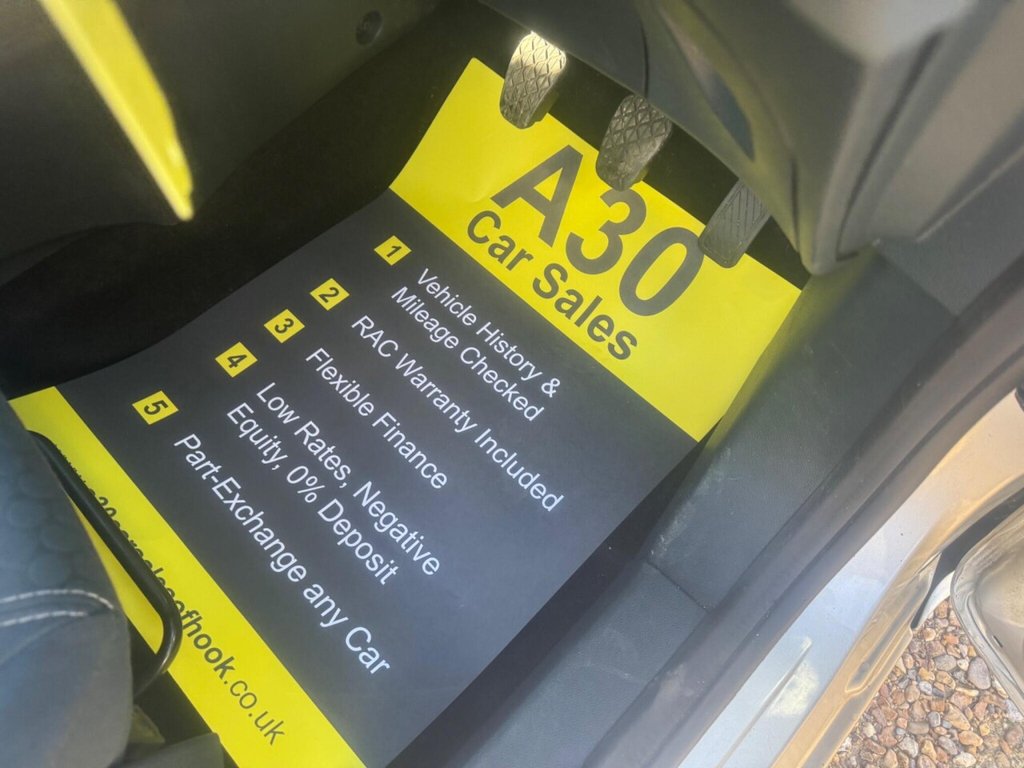 A30
Car Sales
1 Vehicle History &
Mileage Checked
2 RAC Warranty Included
3 Flexible Finance
4 Low Rates, Negative
Equity, 0% Deposit
5 Part-Exchange any Car
ofhook.co.uk